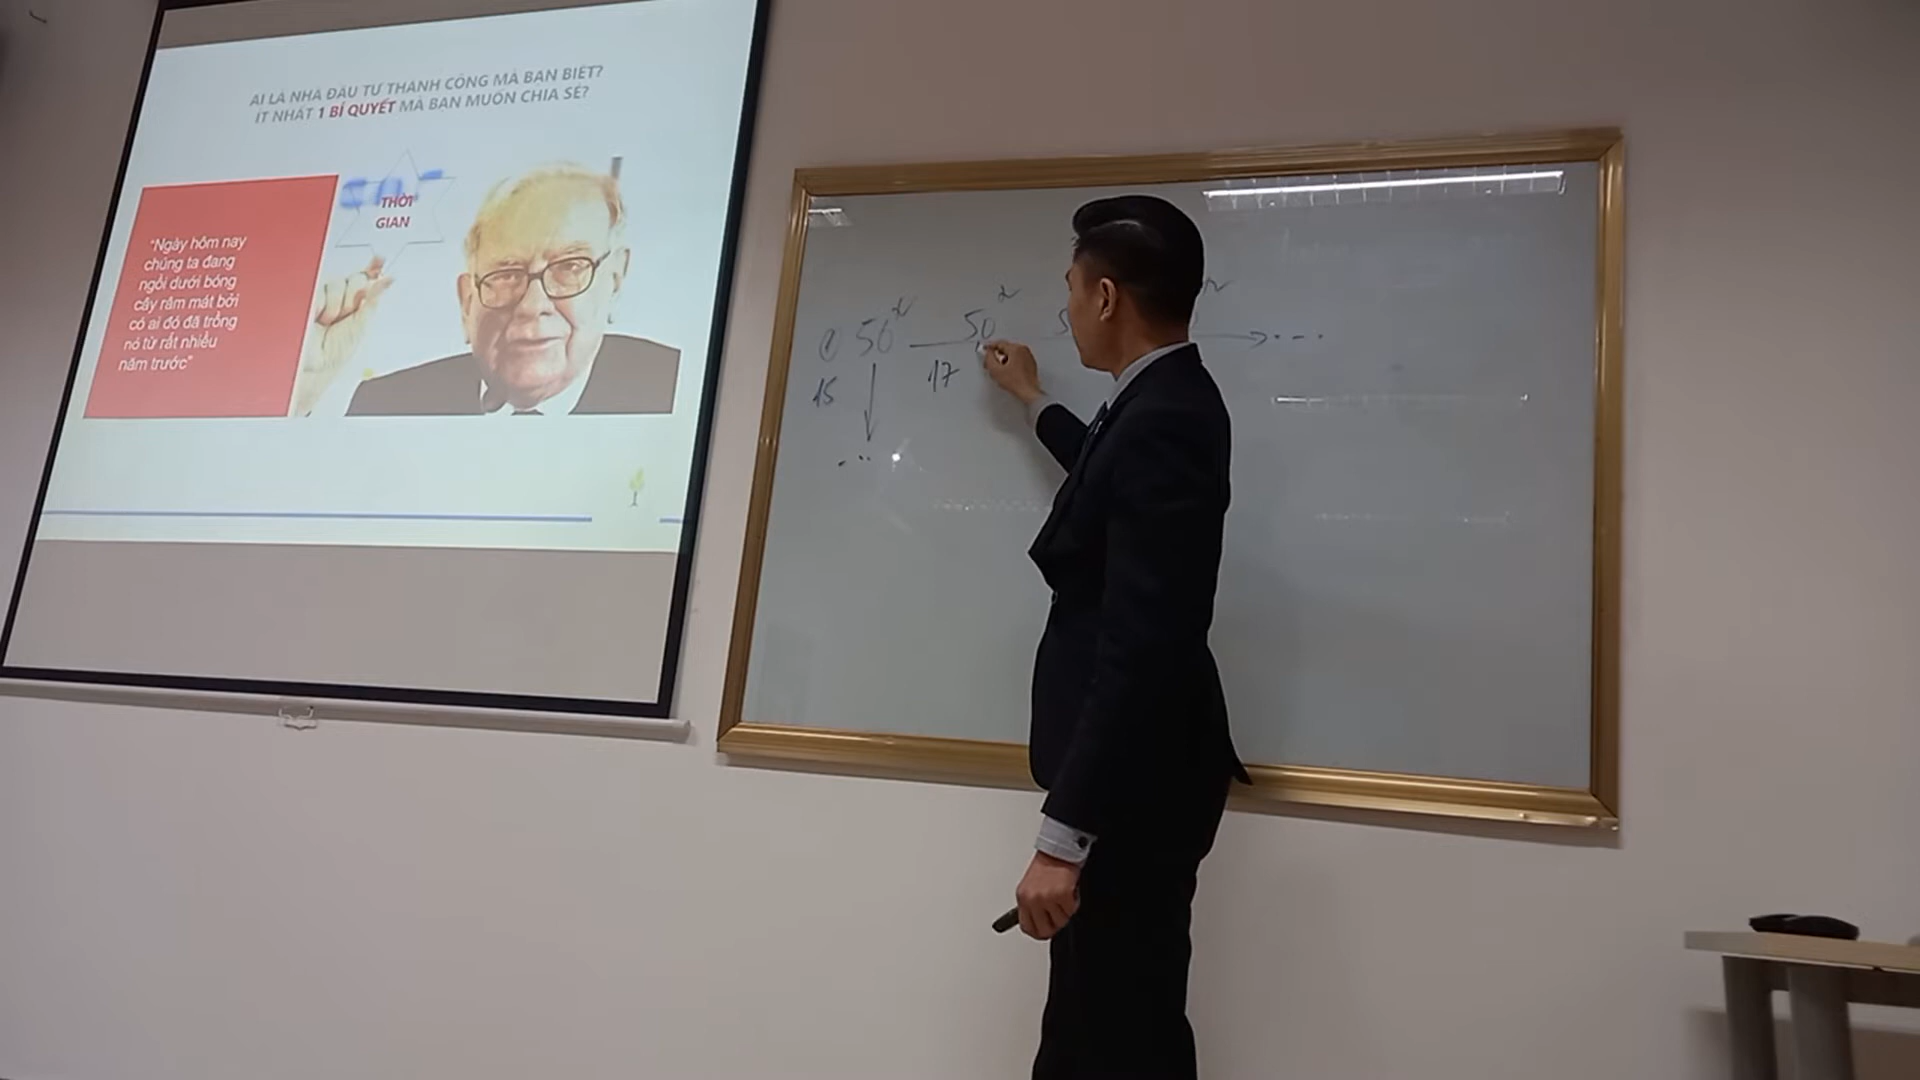 AI LÀ NHÀ ĐẦU TƯ THÀNH CÔNG MÀ BẠN BIẾT?
ÍT NHẤT 1 BÍ QUYẾT MÀ BẠN MUỐN CHIA SẺ?
THỜI
GIAN
"Ngày hôm nay
chúng ta đang
ngồi dưới bóng
cây râm mát bởi
có ai đó đã trồng
nó từ rất nhiều
năm trước"
① 50 50
15 17